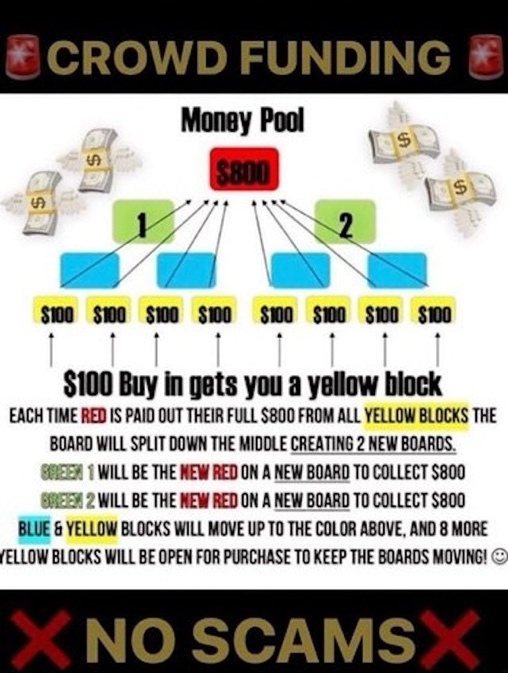 CROWD FUNDING
Money Pool
$800
1
2
$100 $100 $100 $100 $100 $100 $100 $100
$100 Buy in gets you a yellow block
EACH TIME RED IS PAID OUT THEIR FULL $800 FROM ALL YELLOW BLOCKS THE
BOARD WILL SPLIT DOWN THE MIDDLE CREATING 2 NEW BOARDS.
GREEN 1 WILL BE THE NEW RED ON A NEW BOARD TO COLLECT $800
GREEN 2 WILL BE THE NEW RED ON A NEW BOARD TO COLLECT $800
BLUE & YELLOW BLOCKS WILL MOVE UP TO THE COLOR ABOVE, AND 8 MORE
YELLOW BLOCKS WILL BE OPEN FOR PURCHASE TO KEEP THE BOARDS MOVING! ☺
NO SCAMS